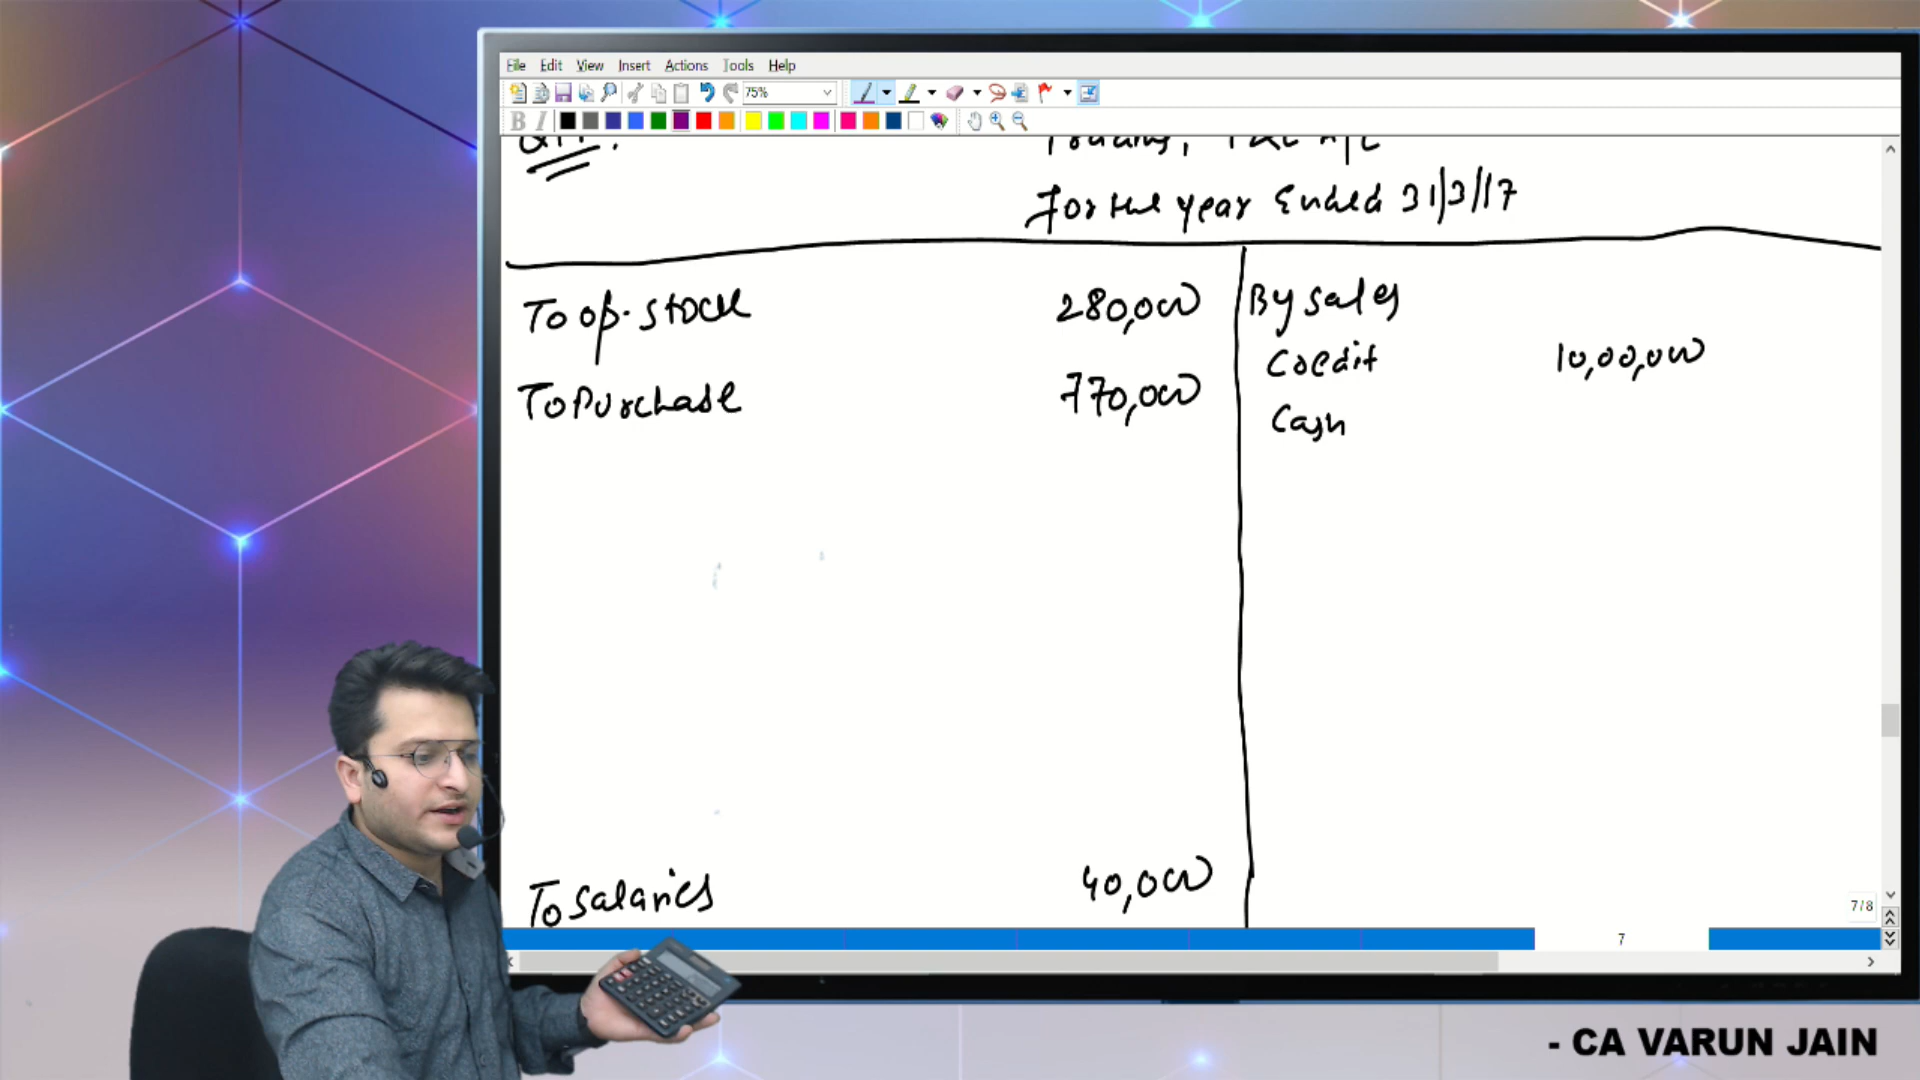 File Edit View Insert Actions Tools Help
75%
B I
For the year Ended 31/3/17
To op. stock 280,000 By sales
Credit 10,00,000
To Purchase 770,000
Cash
To Salaries 40,000
7/8
7
- CA VARUN JAIN